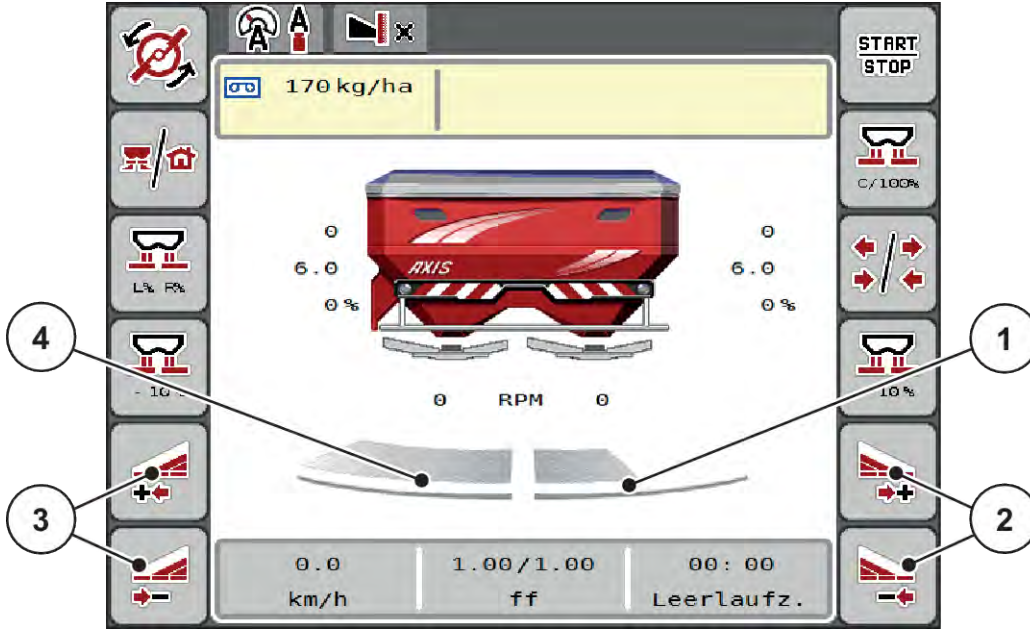 A A
START
STOP
170 kg/ha
C/100%
0 0
6.0 AXIS 6.0
0% 0%
L% R%
4 1
- 10 10 %
0 RPM 0
3 2
0.0 1.00/1.00 00:00
km/h ff Leerlaufz.